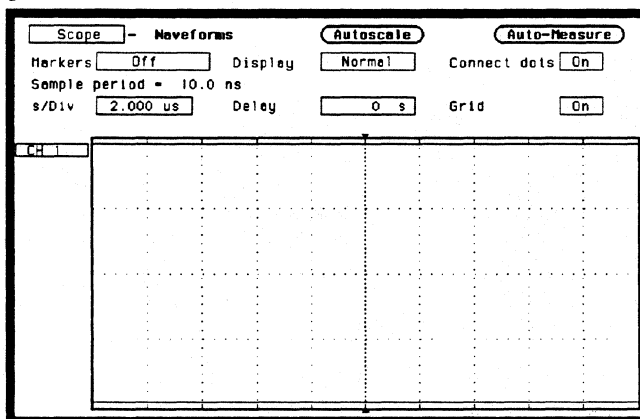 Scope - Waveforms Autoscale Auto-Measure
Markers Off Display Normal Connect dots On
Sample period = 10.0 ns
s/Div 2.000 us Delay 0 s Grid On
CH 1